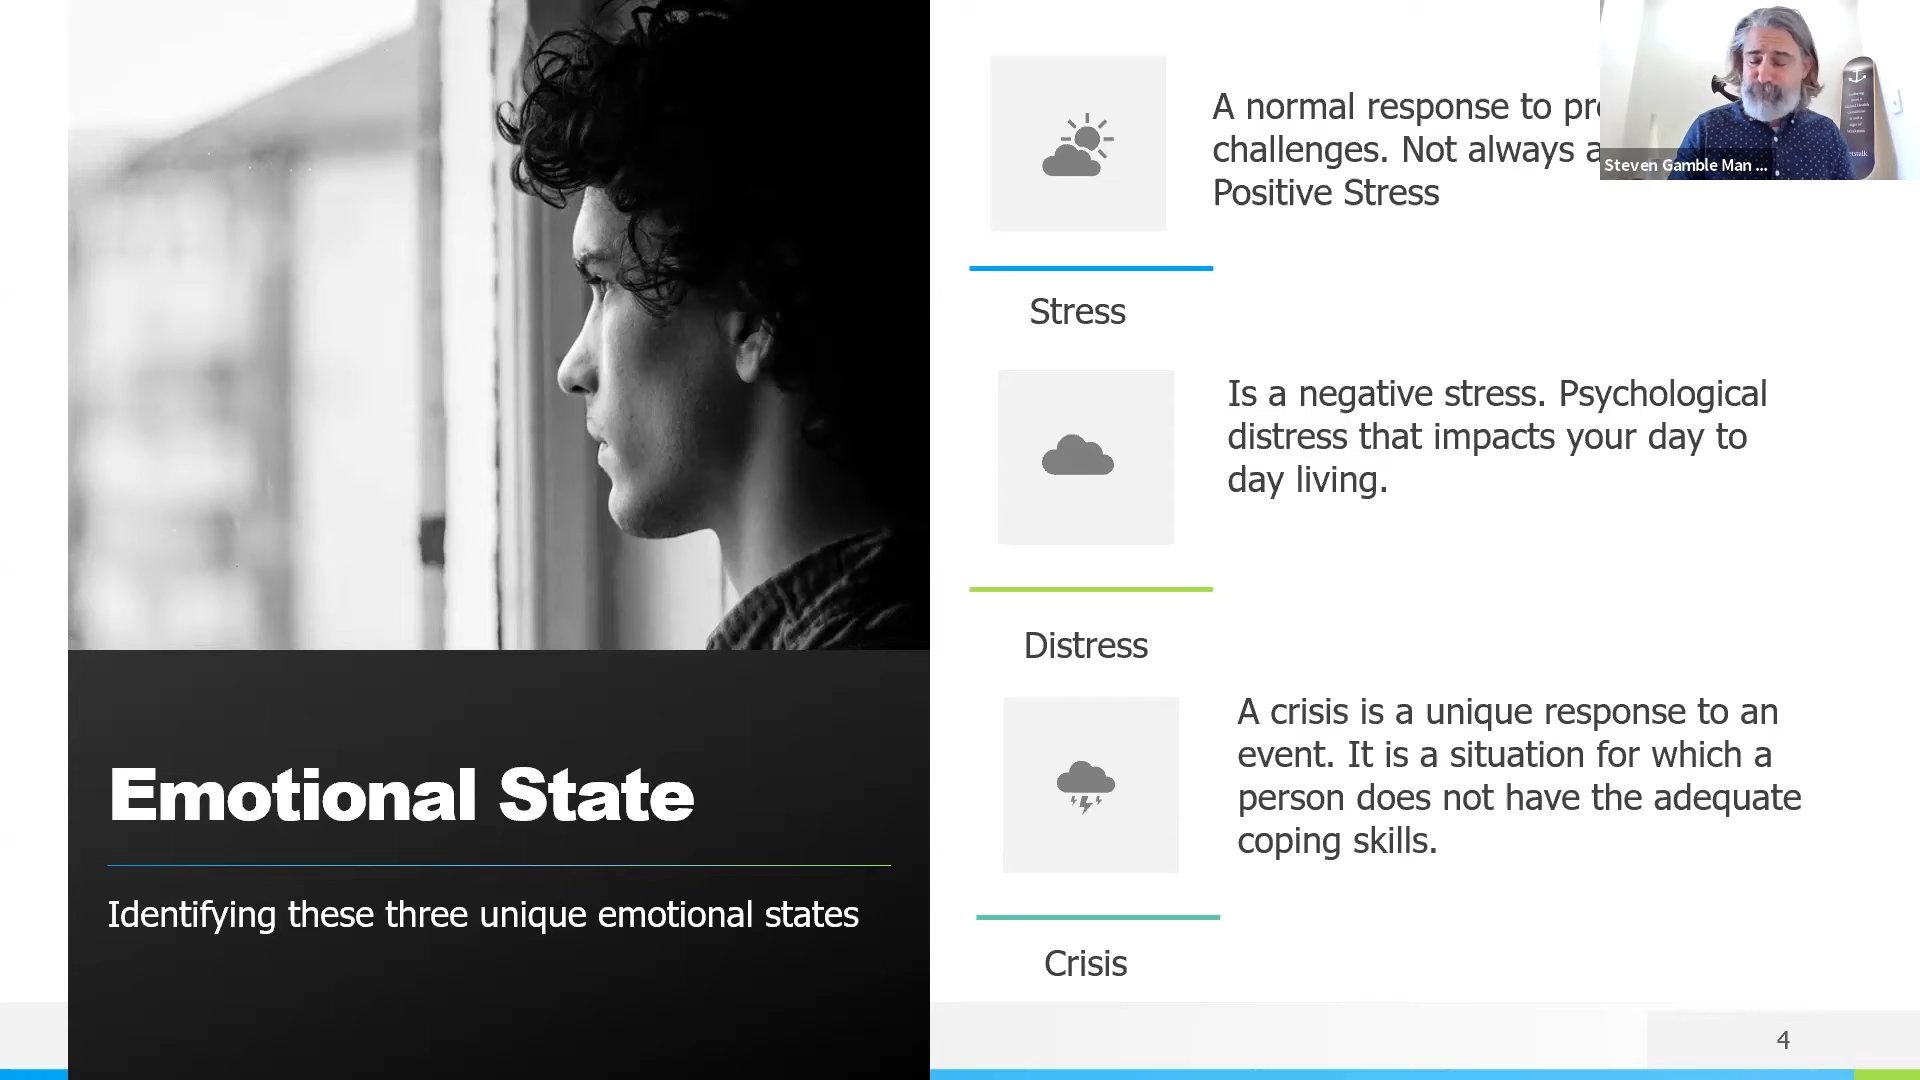 Emotional State
Identifying these three unique emotional states
A normal response to
challenges. Not always
Positive Stress
Stress
Is a negative stress. Psychological
distress that impacts your day to
day living.
Distress
A crisis is a unique response to an
event. It is a situation for which a
person does not have the adequate
coping skills.
Crisis
4
Steven Gamble Man ...